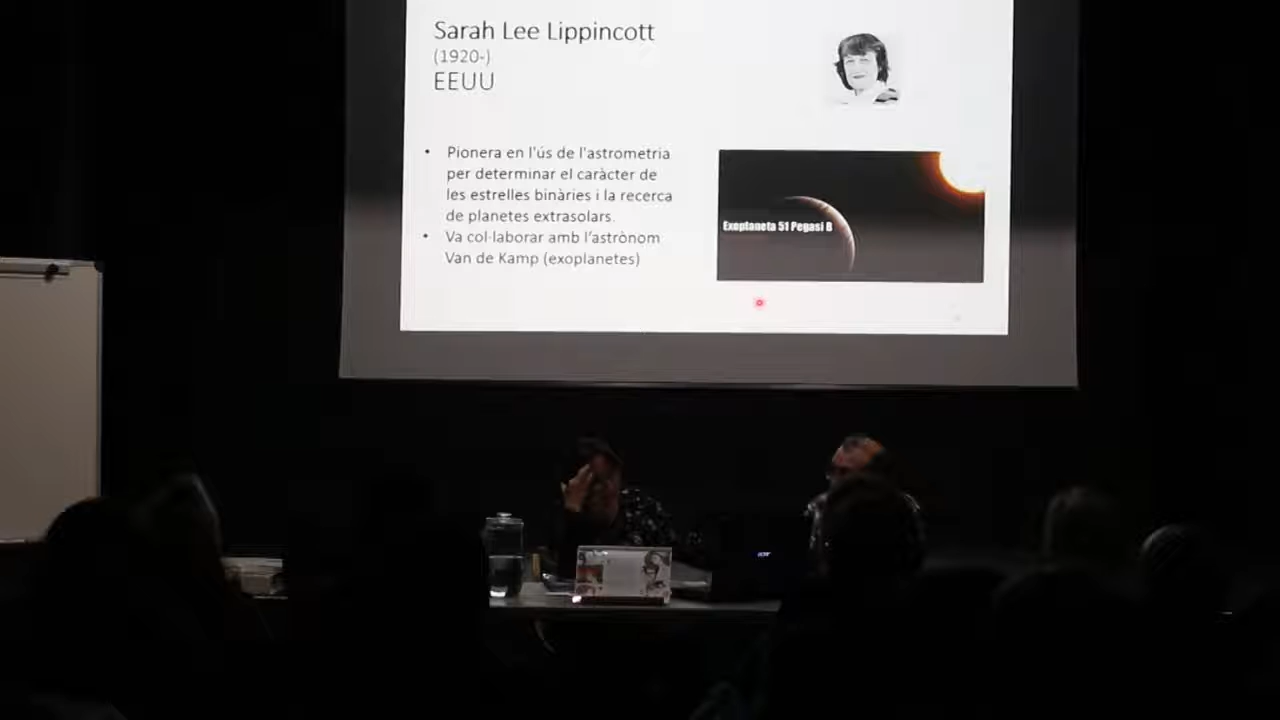 Sarah Lee Lippincott
(1920-)
EEUU
• Pionera en l'ús de l'astrometria
per determinar el caràcter de
les estrelles binàries i la recerca
de planetes extrasolars.
• Va col·laborar amb l'astrònom
Van de Kamp (exoplanetes)
Exoplaneta 51 Pegasi B
acer